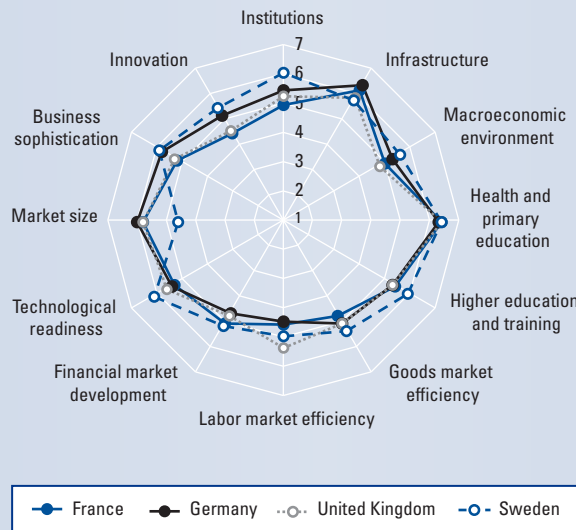 Institutions
7
6
5
4
3
2
1
Infrastructure
Macroeconomic
environment
Health and
primary
education
Higher education
and training
Goods market
efficiency
Labor market efficiency
Financial market
development
Technological
readiness
Market size
Business
sophistication
Innovation
France Germany United Kingdom Sweden